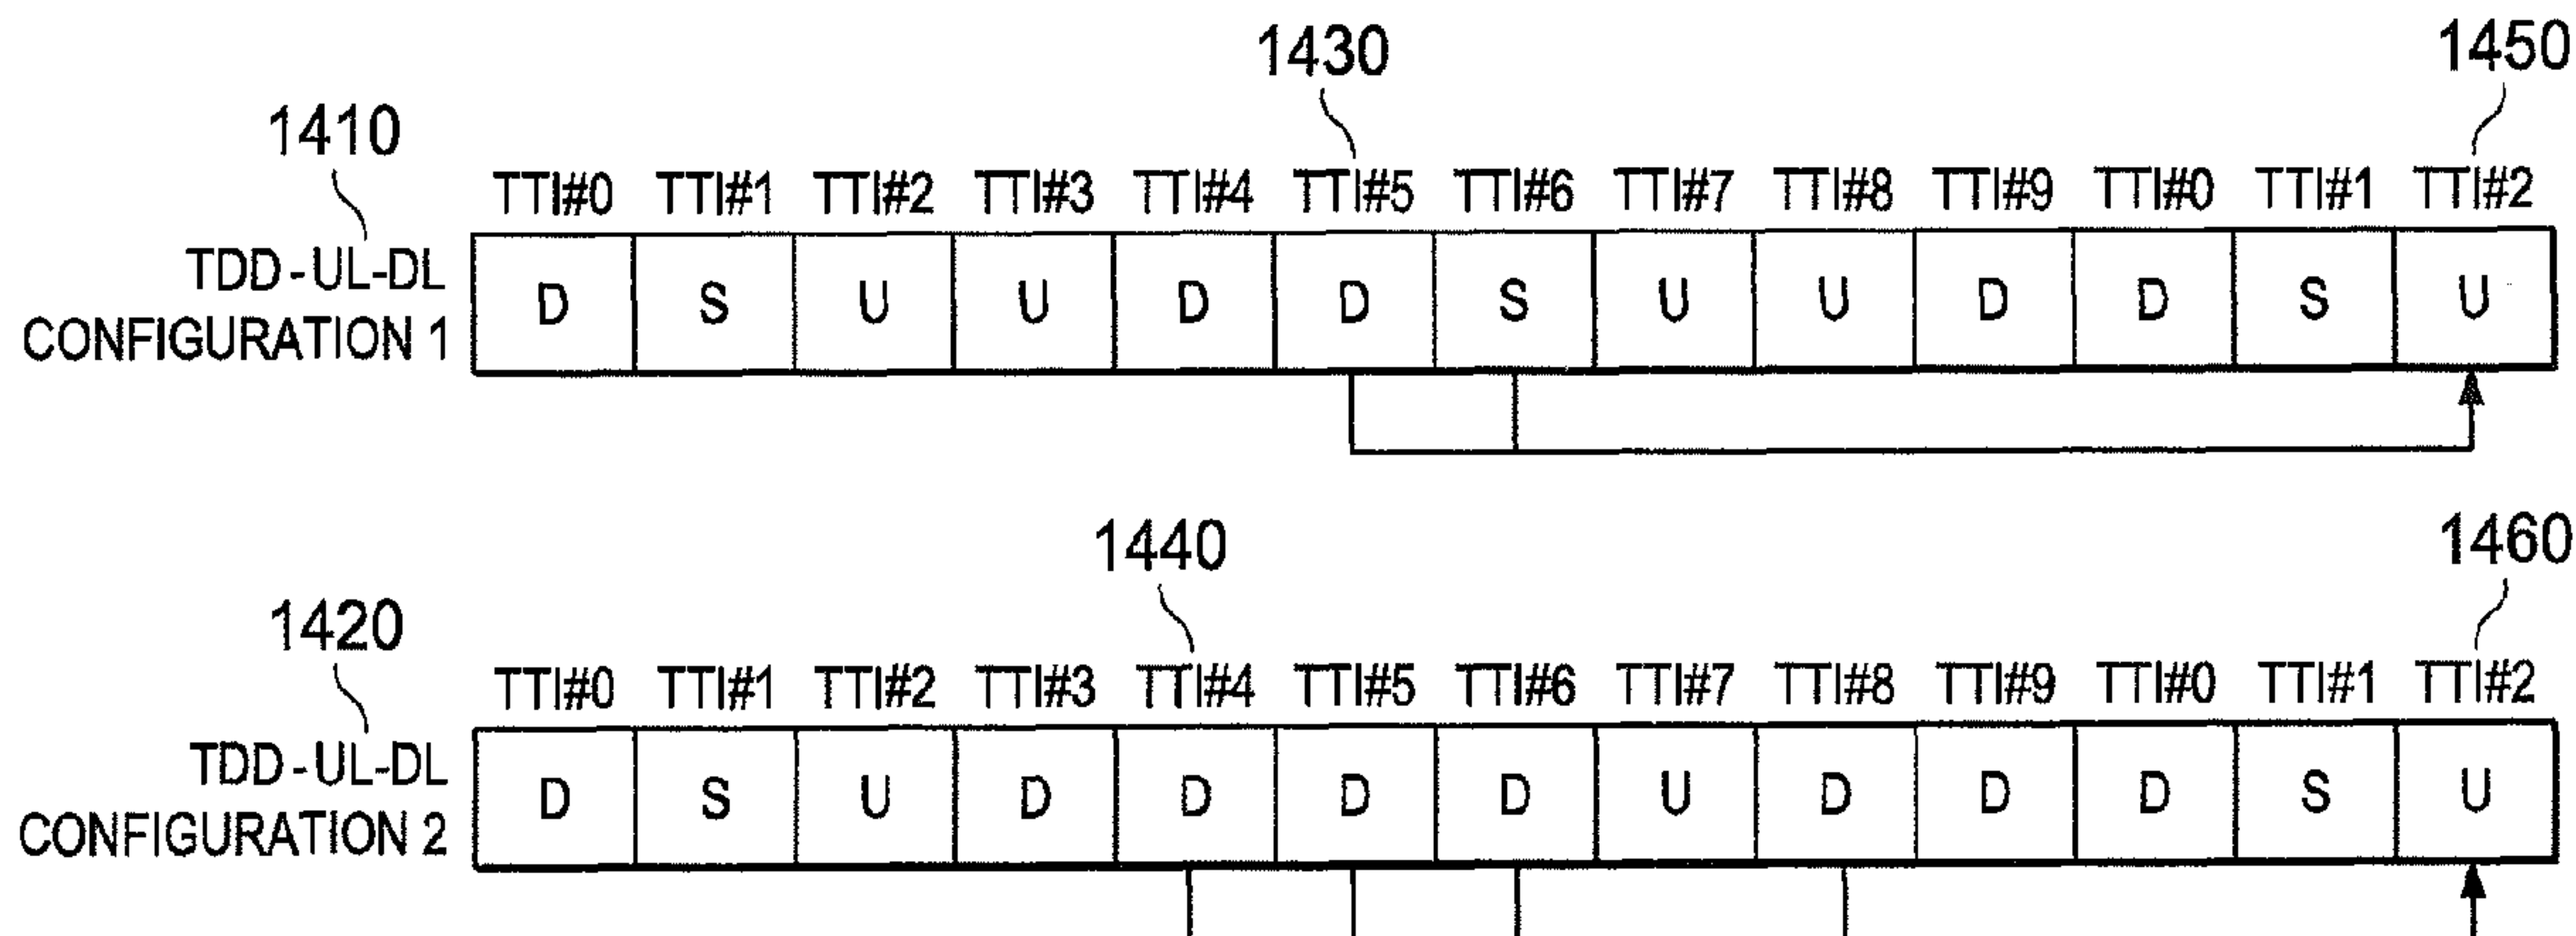 1430
1450
1410
TTI#0 TTI#1 TTI#2 TTI#3 TTI#4 TTI#5 TTI#6 TTI#7 TTI#8 TTI#9 TTI#0 TTI#1 TTI#2
TDD-UL-DL
CONFIGURATION 1
D S U U D D S U U D D S U
1440
1460
1420
TTI#0 TTI#1 TTI#2 TTI#3 TTI#4 TTI#5 TTI#6 TTI#7 TTI#8 TTI#9 TTI#0 TTI#1 TTI#2
TDD-UL-DL
CONFIGURATION 2
D S U D D D D U D D D S U